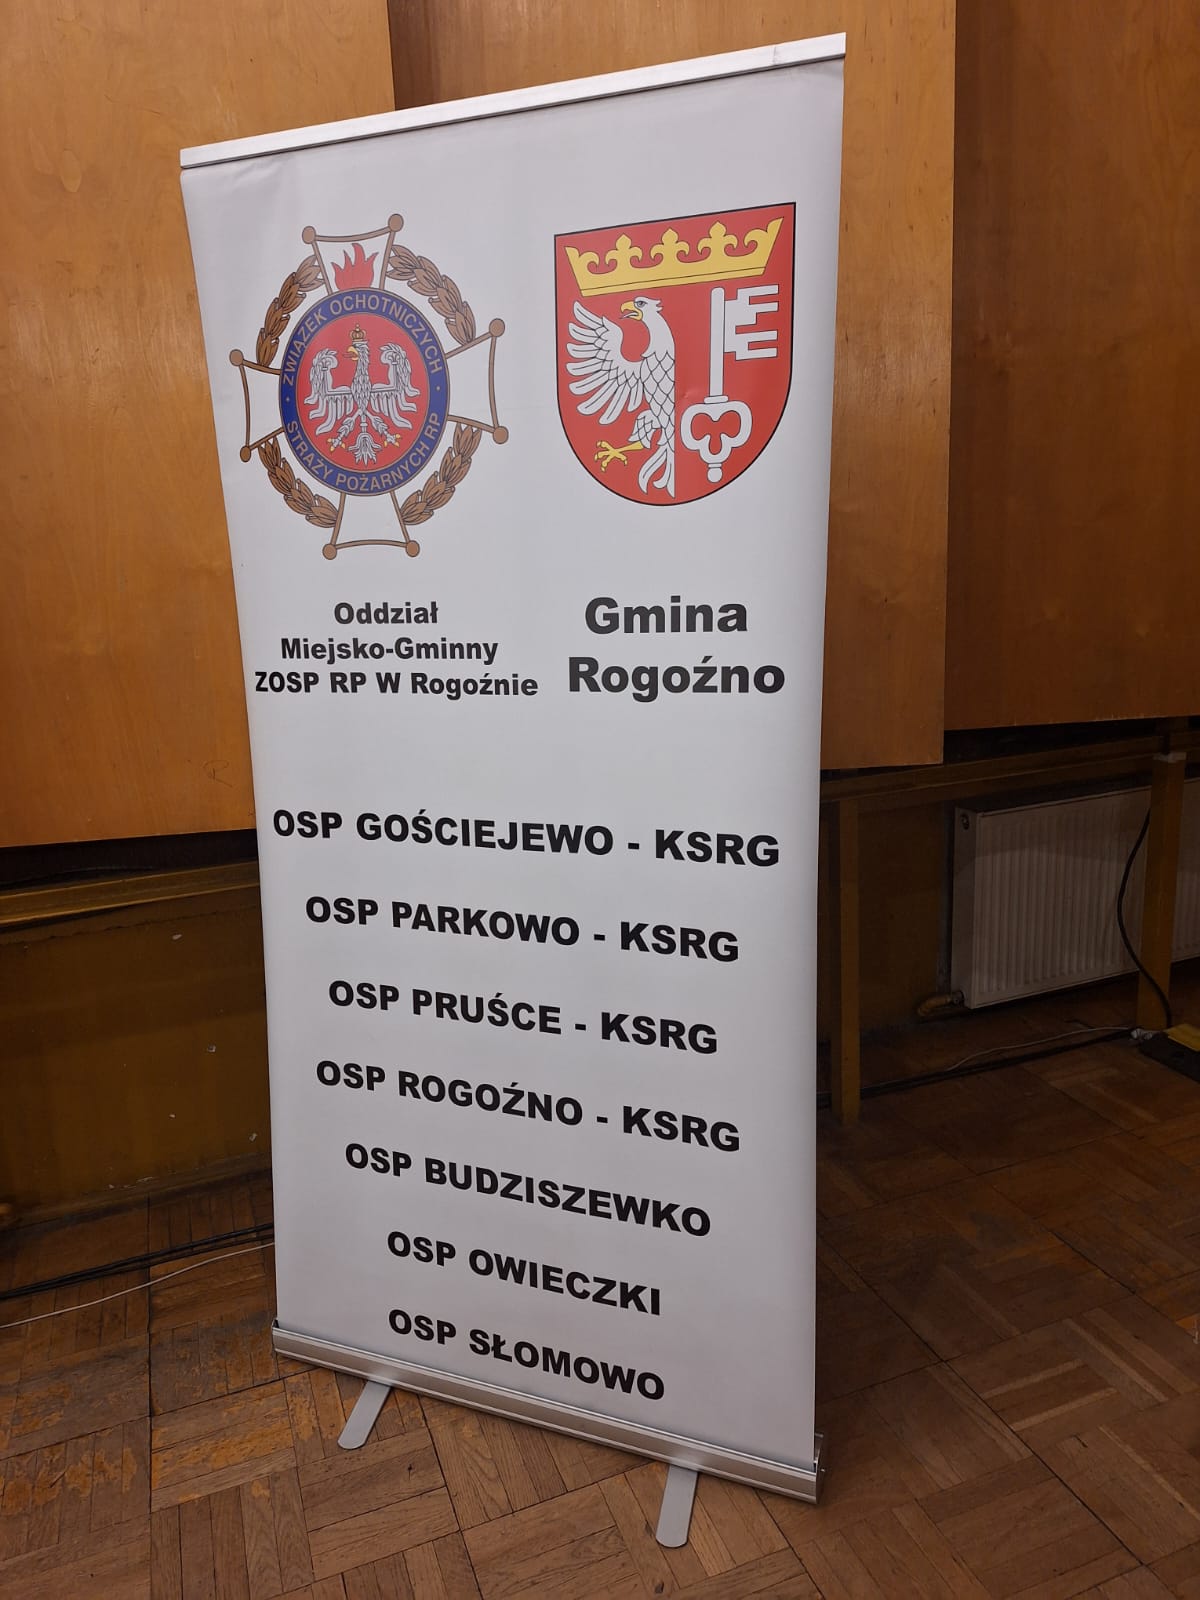 ZWIĄZEK OCHOTNICZYCH
STRAŻY POŻARNYCH RP
Oddział
Miejsko-Gminny
ZOSP RP W Rogoźnie
Gmina
Rogoźno
OSP GOŚCIEJEWO - KSRG
OSP PARKOWO - KSRG
OSP PRUŚCE - KSRG
OSP ROGOŹNO - KSRG
OSP BUDZISZEWKO
OSP OWIECZKI
OSP SŁOMOWO